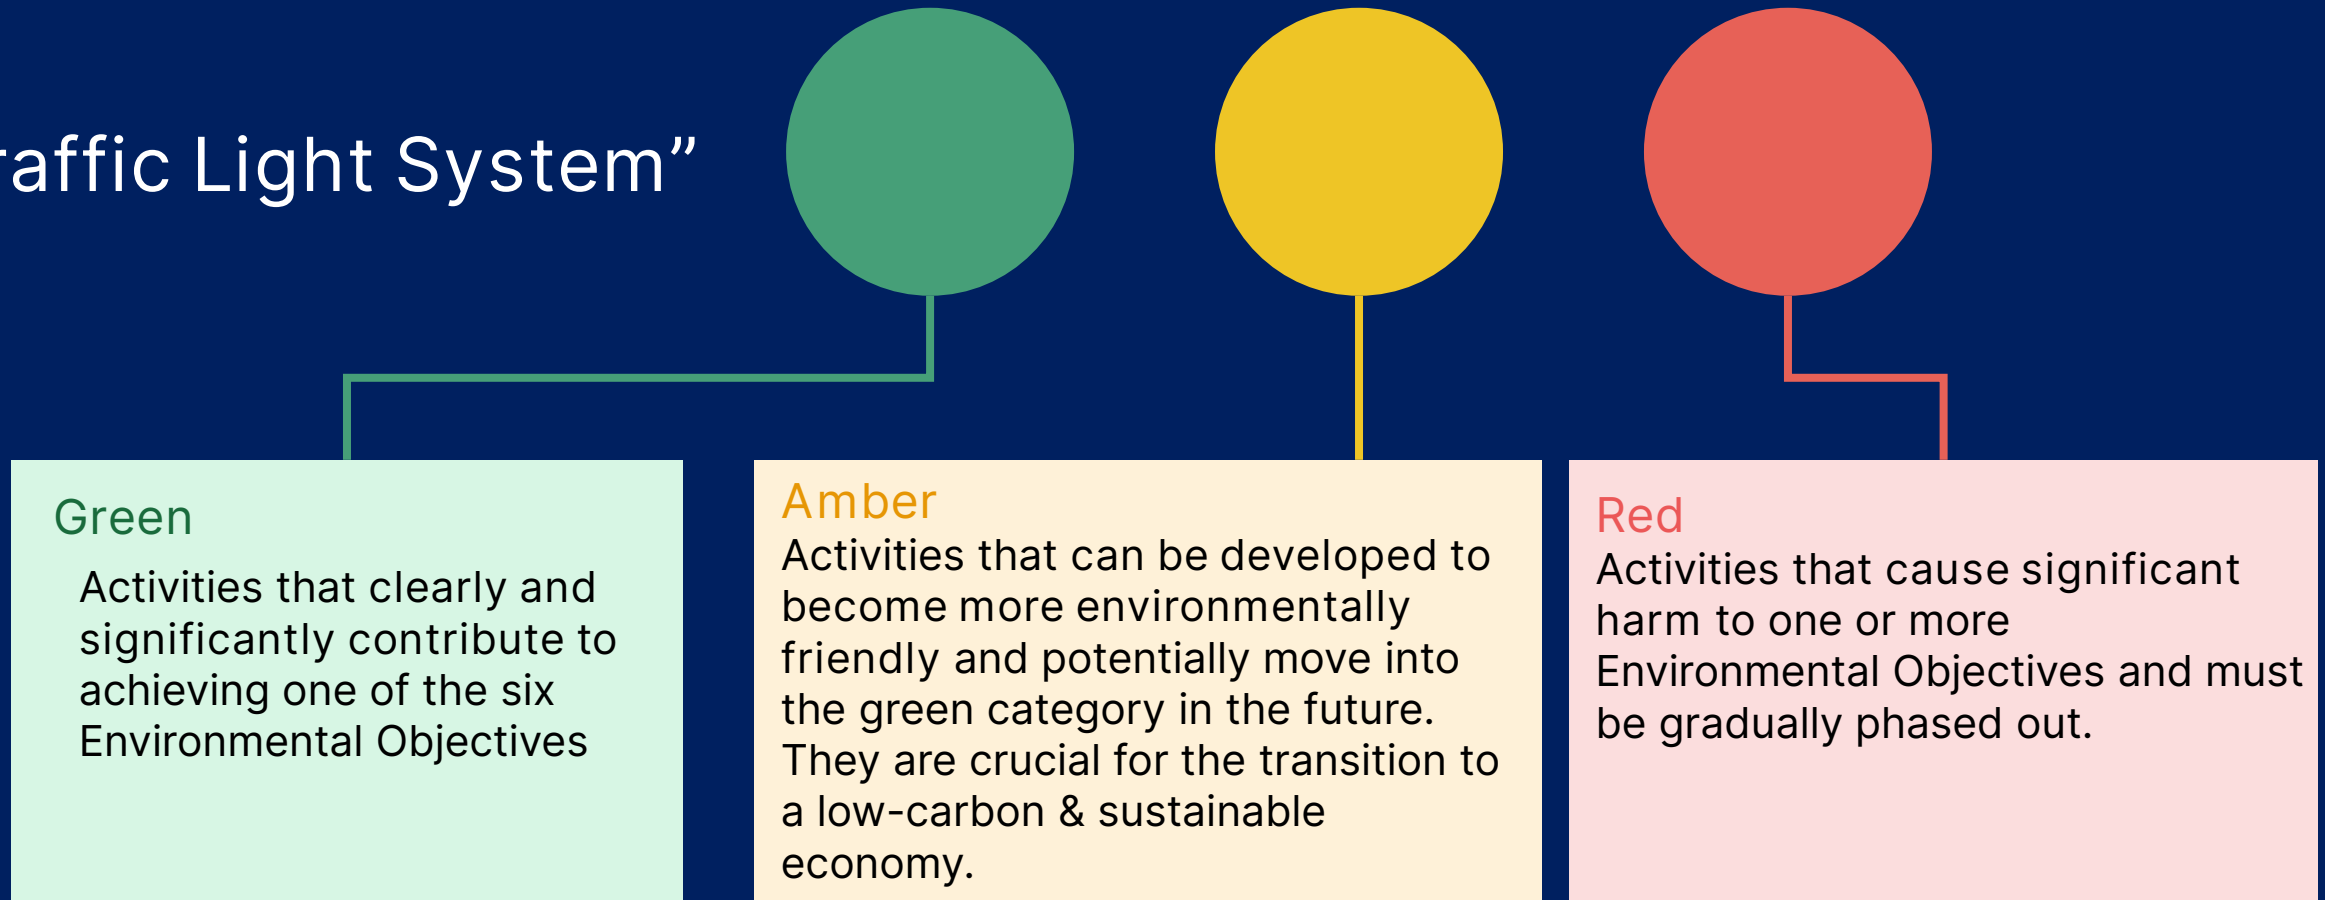 raffic Light System”
Green
Activities that clearly and
significantly contribute to
achieving one of the six
Environmental Objectives
Amber
Activities that can be developed to
become more environmentally
friendly and potentially move into
the green category in the future.
They are crucial for the transition to
a low-carbon & sustainable
economy.
Red
Activities that cause significant
harm to one or more
Environmental Objectives and must
be gradually phased out.